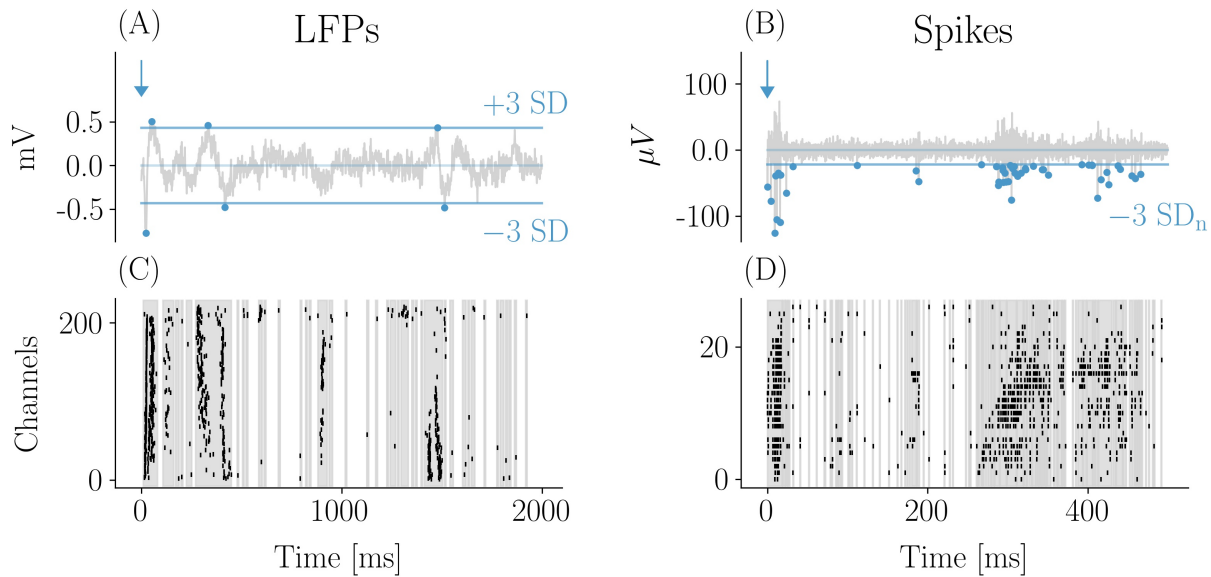 (A)
LFPs
mV
0.5
0.0
-0.5
+3 SD
−3 SD
(B)
Spikes
μV
100
0.0
-100
−3 SDn
(C)
Channels
200
0
0
1000
2000
Time [ms]
(D)
20
0
0
200
400
Time [ms]